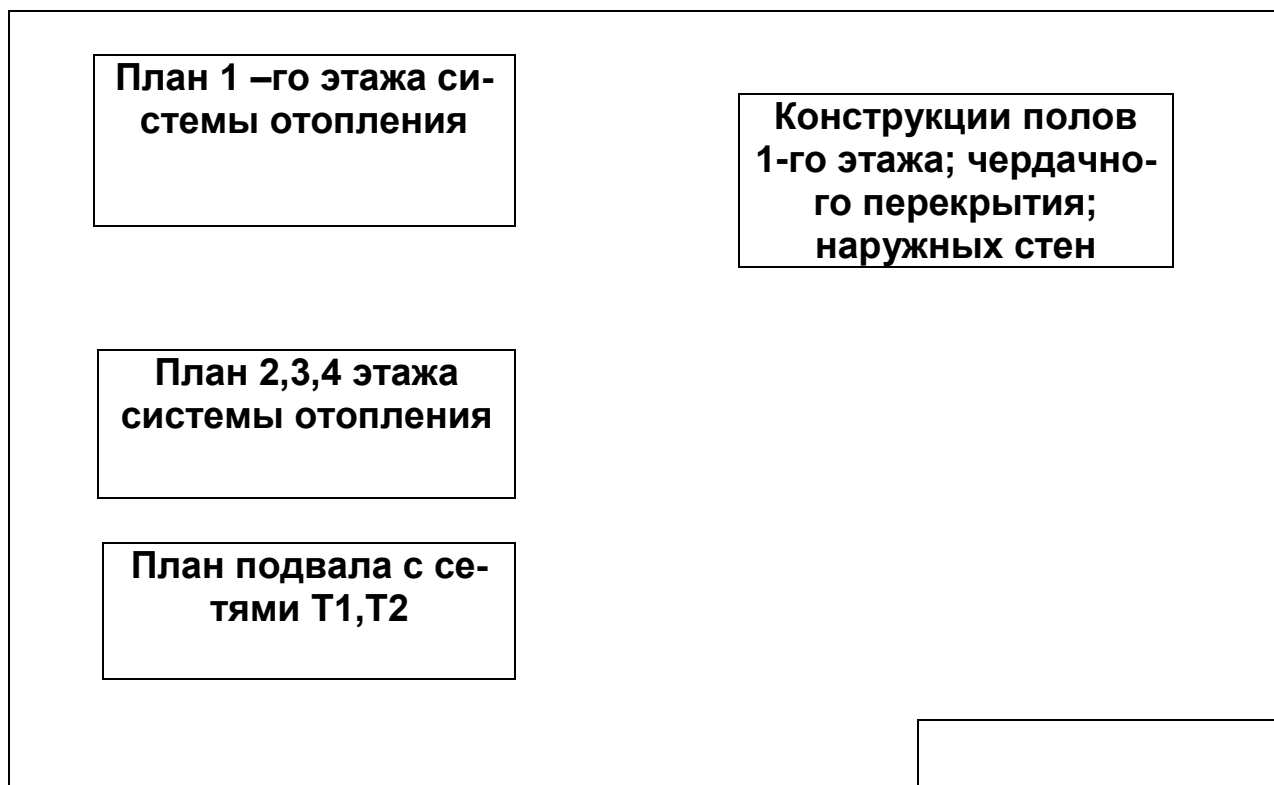 План 1 –го этажа си-
стемы отопления
Конструкции полов
1-го этажа; чердачно-
го перекрытия;
наружных стен
План 2,3,4 этажа
системы отопления
План подвала с се-
тями Т1,Т2